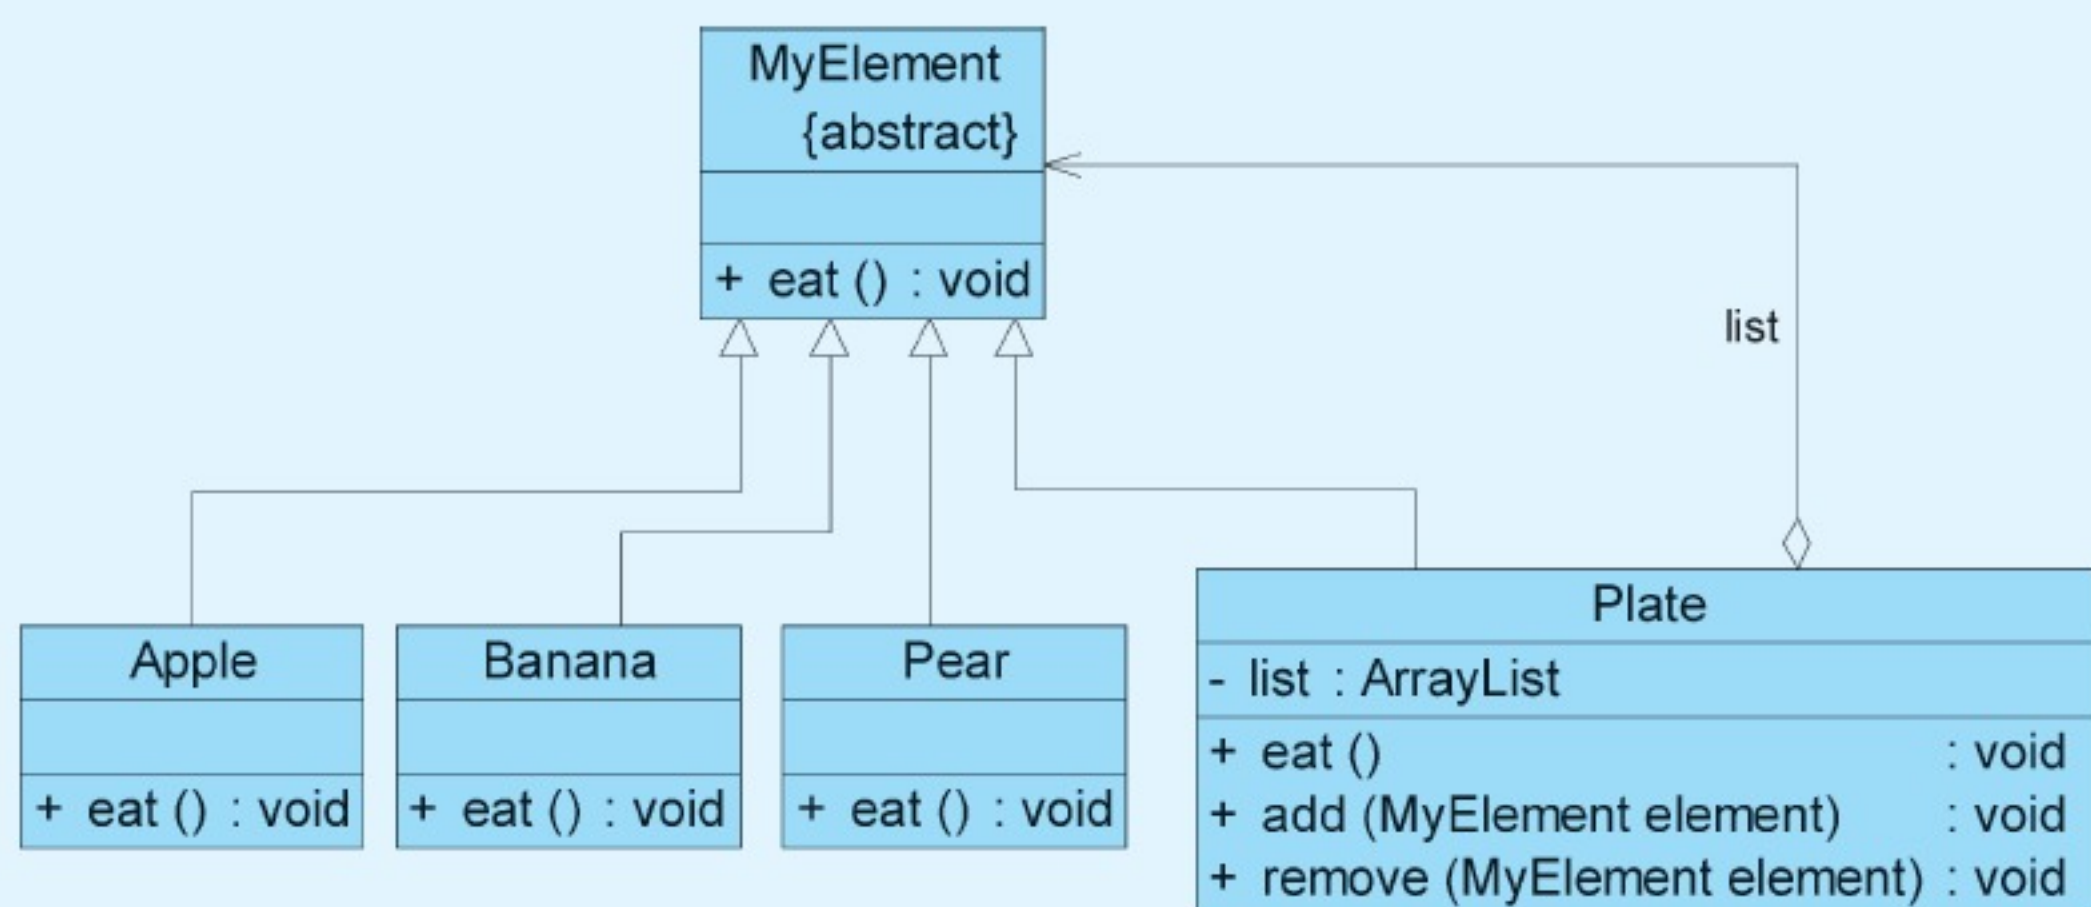 MyElement
{abstract}
+ eat () : void
list
Apple
+ eat () : void
Banana
+ eat () : void
Pear
+ eat () : void
Plate
- list : ArrayList
+ eat () : void
+ add (MyElement element) : void
+ remove (MyElement element) : void